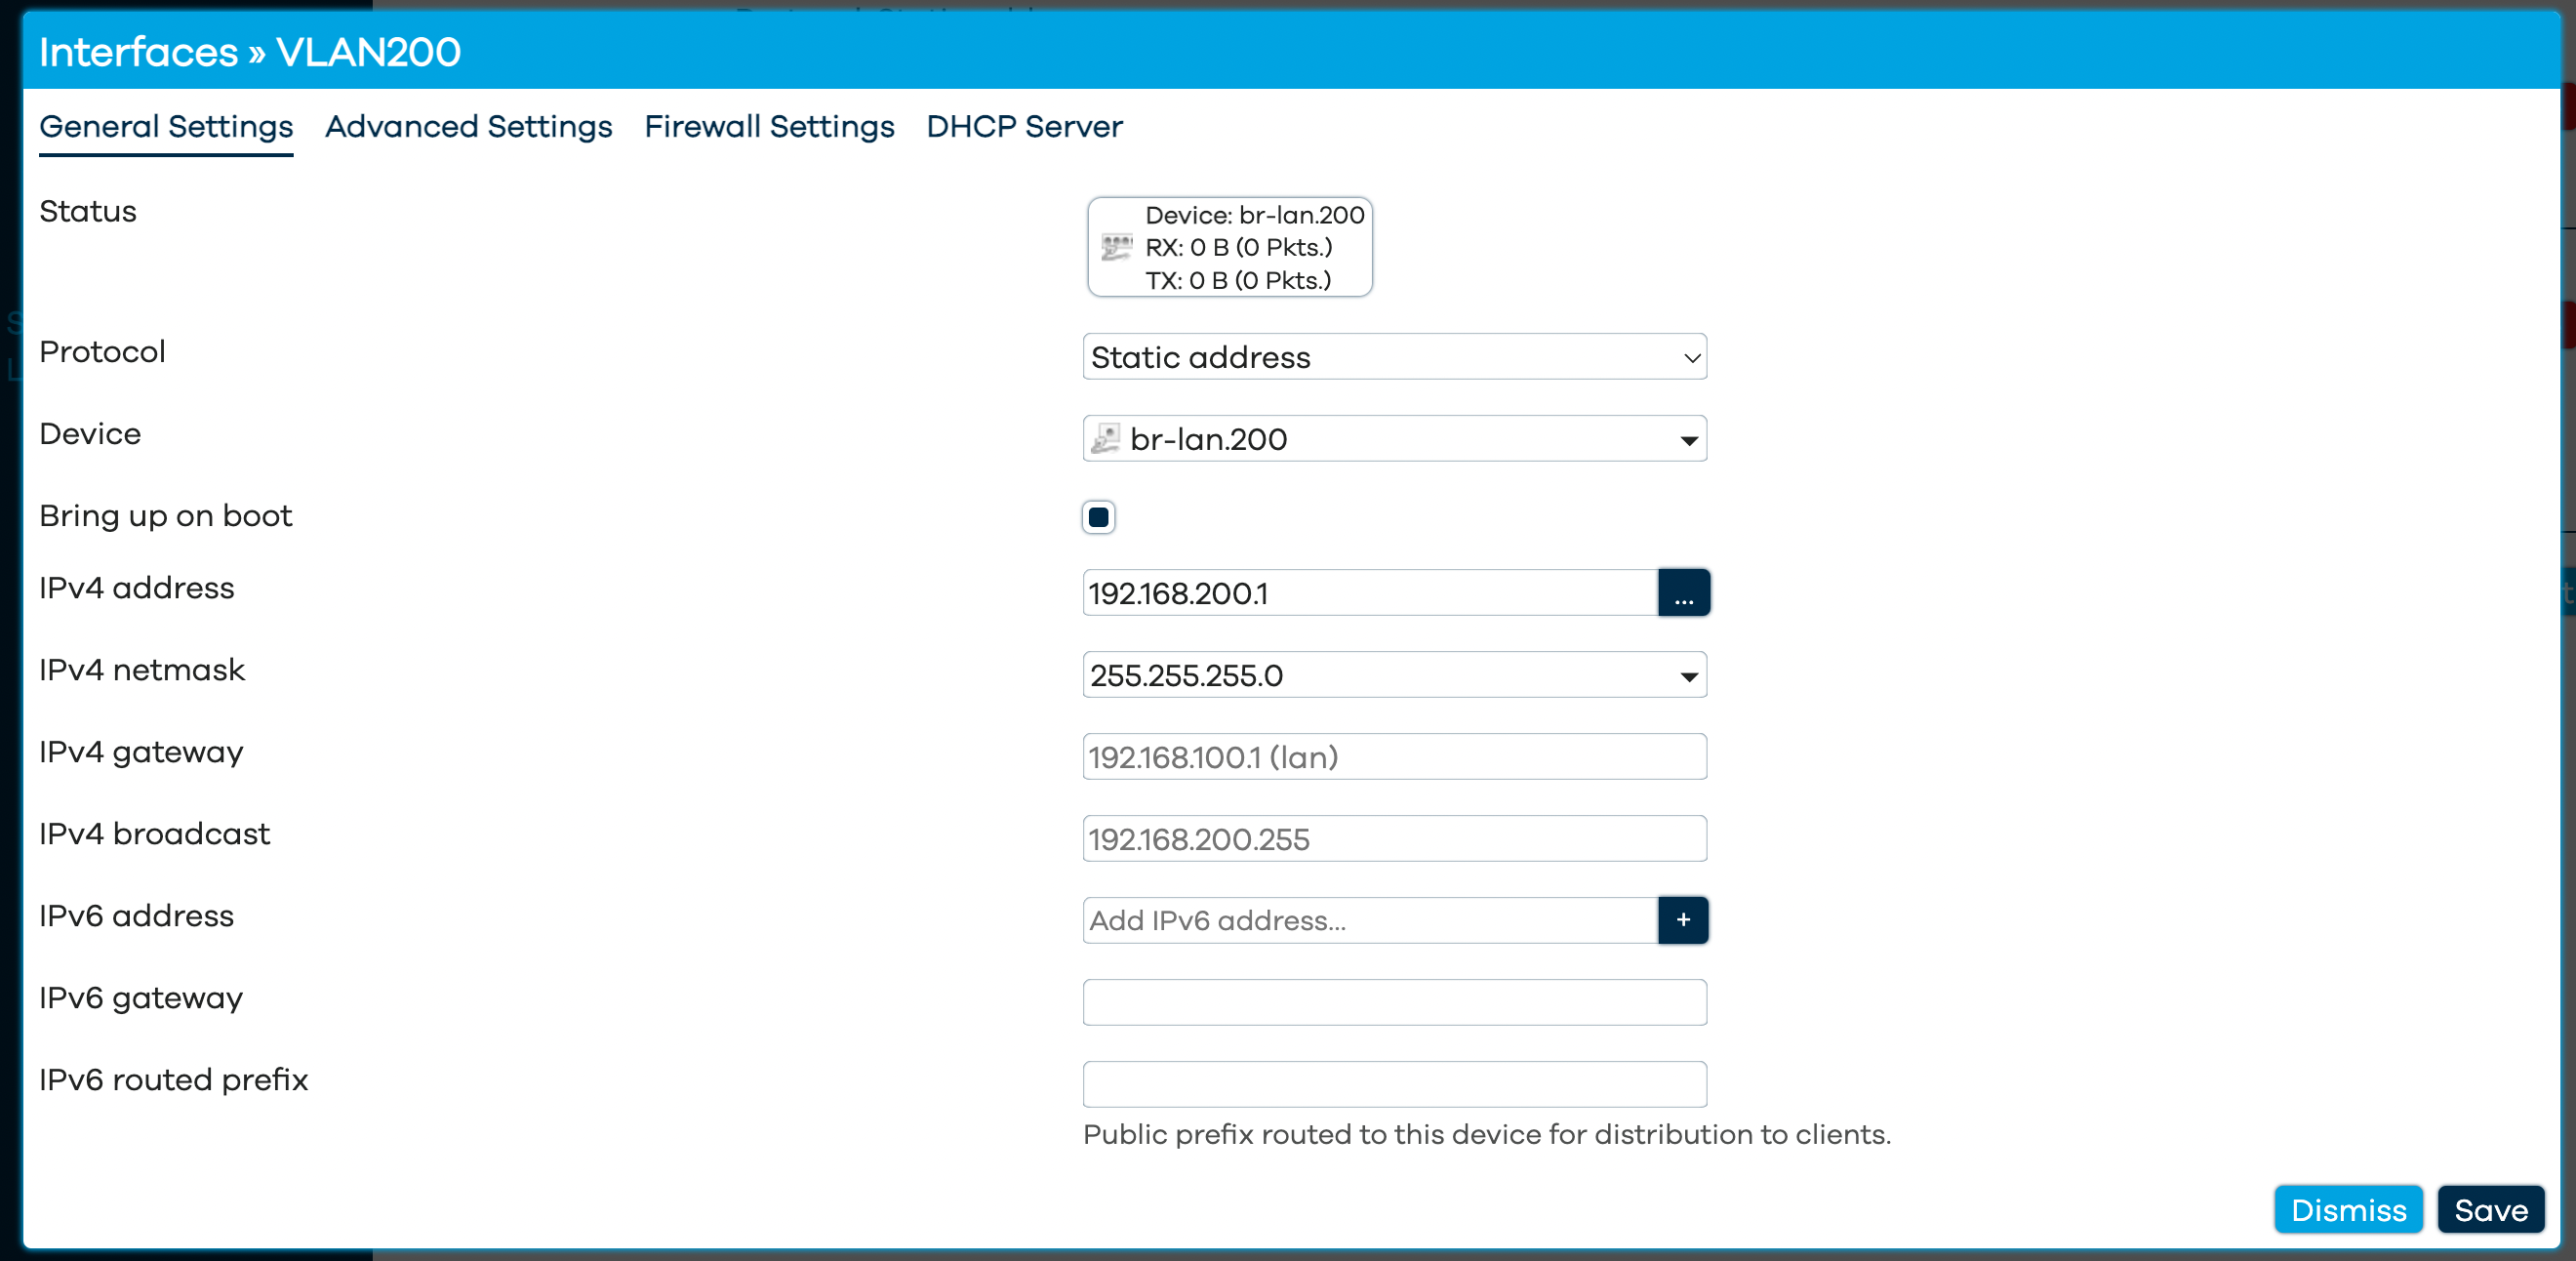 Interfaces » VLAN200
General Settings Advanced Settings Firewall Settings DHCP Server
Status
Device: br-lan.200
RX: 0 B (0 Pkts.)
TX: 0 B (0 Pkts.)
Protocol
Static address
Device
br-lan.200
Bring up on boot
IPv4 address
192.168.200.1
...
IPv4 netmask
255.255.255.0
IPv4 gateway
192.168.100.1 (lan)
IPv4 broadcast
192.168.200.255
IPv6 address
Add IPv6 address...
+
IPv6 gateway
IPv6 routed prefix
Public prefix routed to this device for distribution to clients.
Dismiss Save